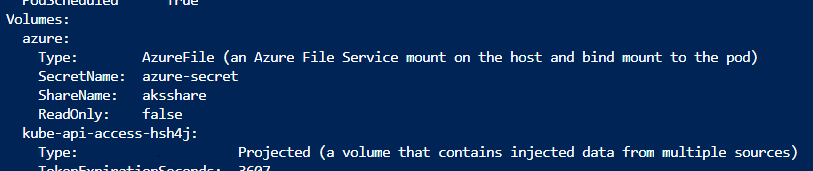 PodScheduled True
Volumes:
azure:
Type: AzureFile (an Azure File Service mount on the host and bind mount to the pod)
SecretName: azure-secret
ShareName: aksshare
ReadOnly: false
kube-api-access-hsh4j:
Type: Projected (a volume that contains injected data from multiple sources)
TokenExpirationSeconds: 3607